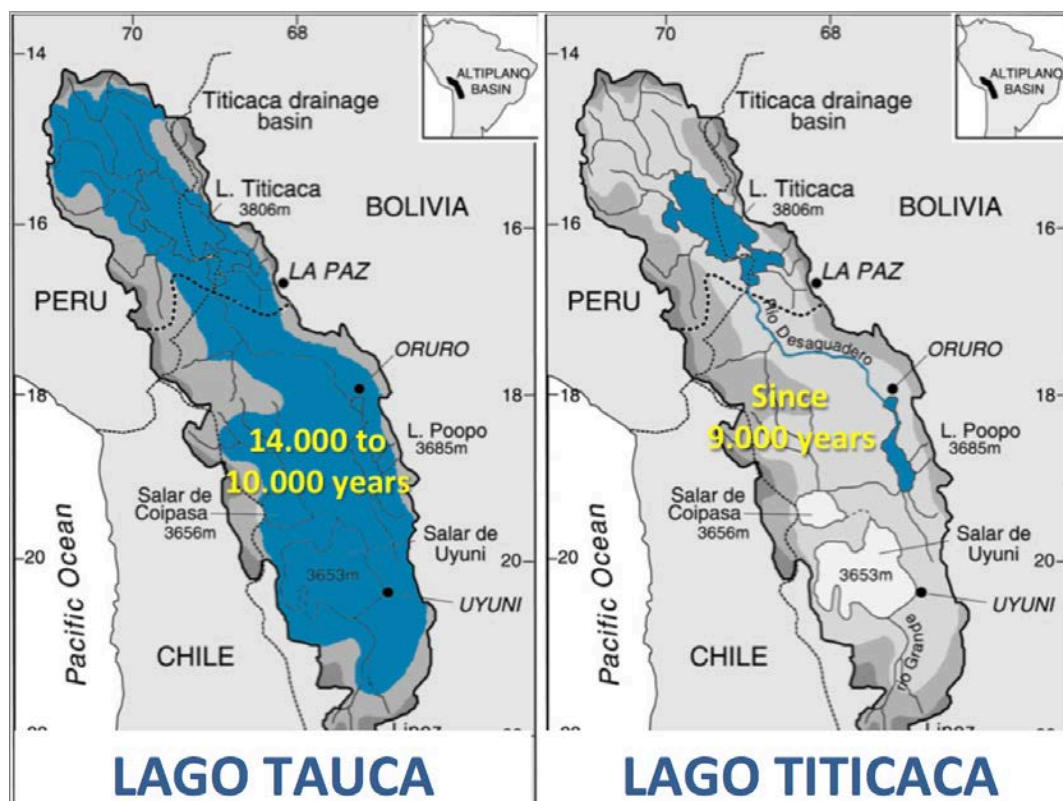 70
68
14
ALTIPLANO
BASIN
Titicaca drainage
basin
L. Titicaca
3806m
16
16
BOLIVIA
LA PAZ
PERU
ORURO
18
18
14.000 to
10.000 years
L. Poopo
3685m
Salar de
Coipasa
3656m
Salar de
Uyuni
20
20
3653m
UYUNI
Pacific Ocean
CHILE
LAGO TAUCA
70
68
14
ALTIPLANO
BASIN
Titicaca drainage
basin
L. Titicaca
3806m
16
16
BOLIVIA
LA PAZ
PERU
Río Desaguadero
ORURO
18
18
Since
9.000 years
L. Poopo
3685m
Salar de
Coipasa
3656m
Salar de
Uyuni
20
20
3653m
UYUNI
río Grande
Pacific Ocean
CHILE
LAGO TITICACA